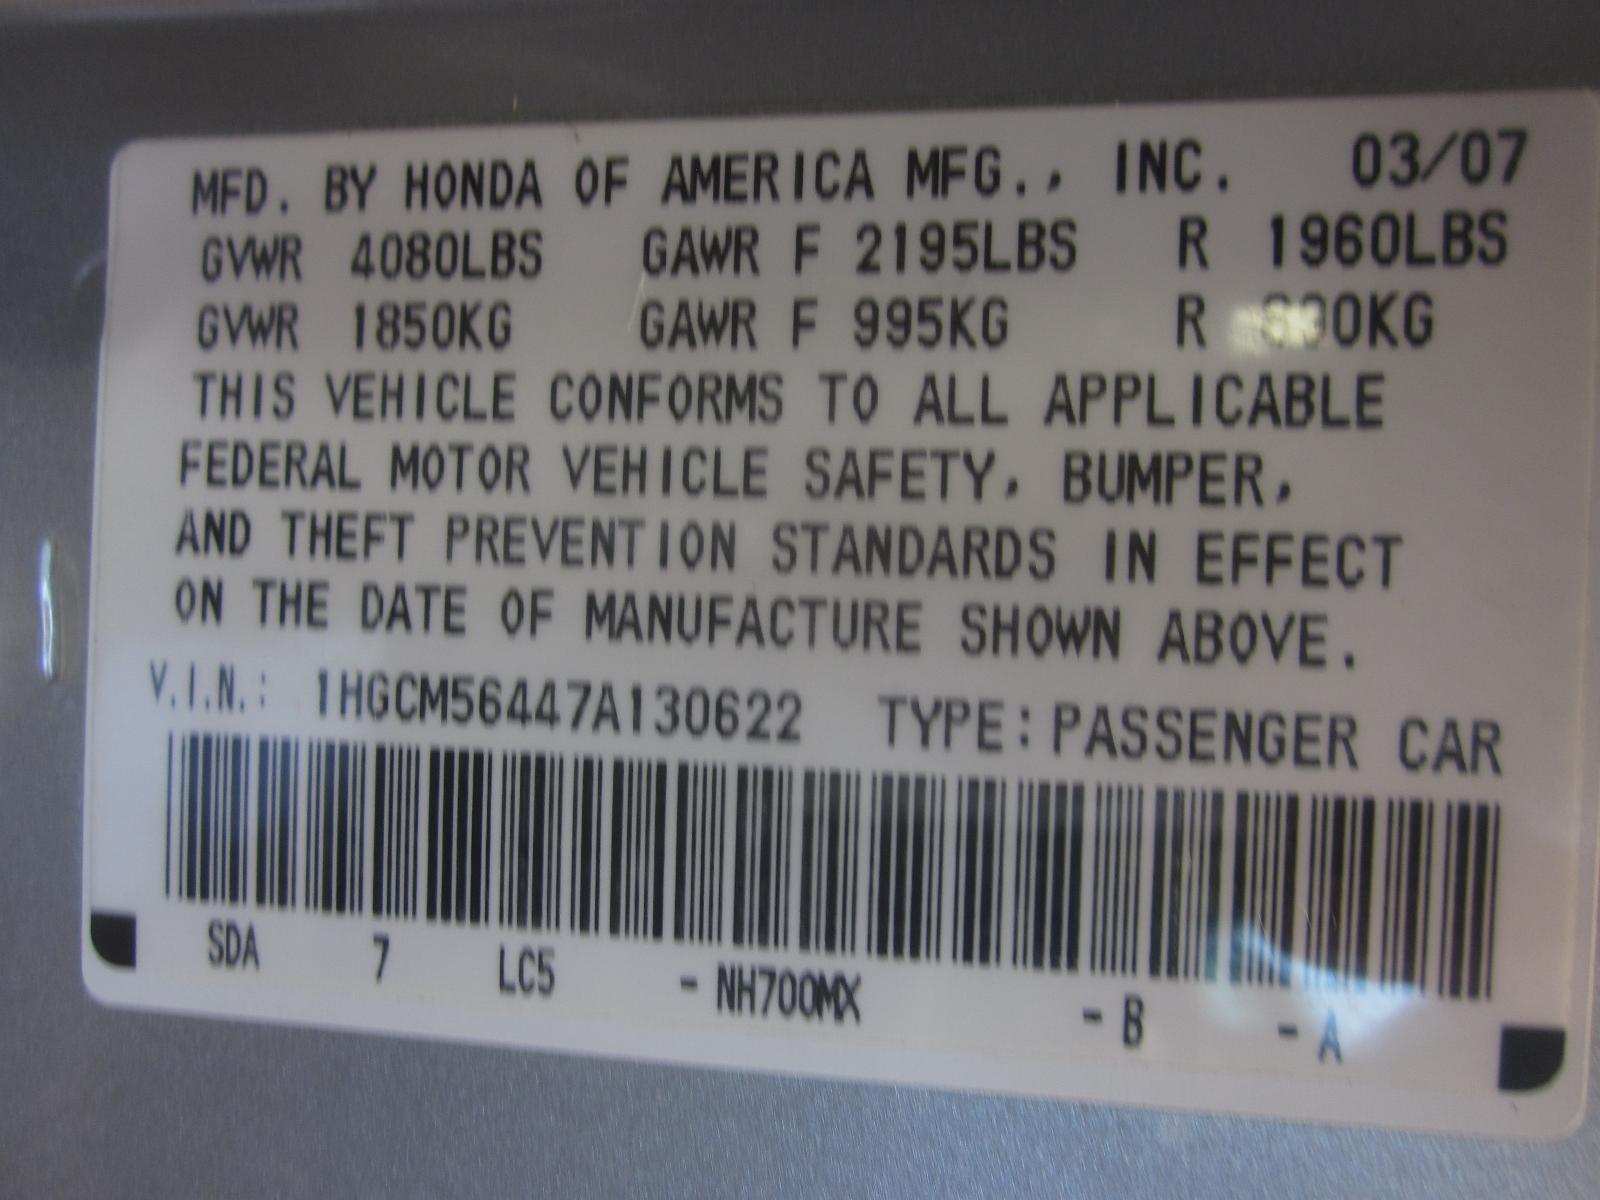 MFD. BY HONDA OF AMERICA MFG., INC. 03/07
GVWR 4080LBS GAWR F 2195LBS R 1960LBS
GVWR 1850KG GAWR F 995KG R 890KG
THIS VEHICLE CONFORMS TO ALL APPLICABLE
FEDERAL MOTOR VEHICLE SAFETY, BUMPER,
AND THEFT PREVENTION STANDARDS IN EFFECT
ON THE DATE OF MANUFACTURE SHOWN ABOVE.
V.I.N.: 1HGCM56447A130622 TYPE:PASSENGER CAR
SDA 7 LC5 -NH700MX -B -A